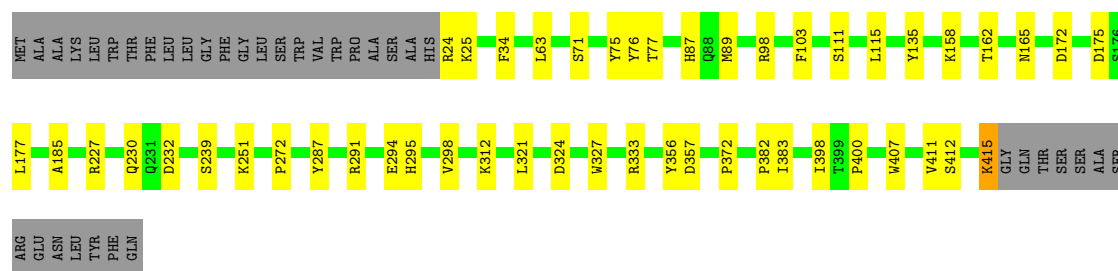 MET ALA ALA LYS LEU TRP THR PHE LEU LEU GLY PHE GLY LEU SER TRP VAL TRP PRO ALA SER ALA HIS R24 K25 F34 L63 S71 Y75 Y76 T77 H87 Q88 M89 R98 F103 S111 L115 Y135 K158 T162 N165 D172 D175 S176
L177 A185 R227 Q230 Q231 D232 S239 K251 P272 Y287 R291 E294 H295 V298 K312 L321 D324 W327 R333 Y356 D357 P372 P382 I383 I398 T399 P400 W407 V411 S412 K415 GLY GLN THR SER SER ALA SER
ARG GLU ASN LEU TYR PHE GLN